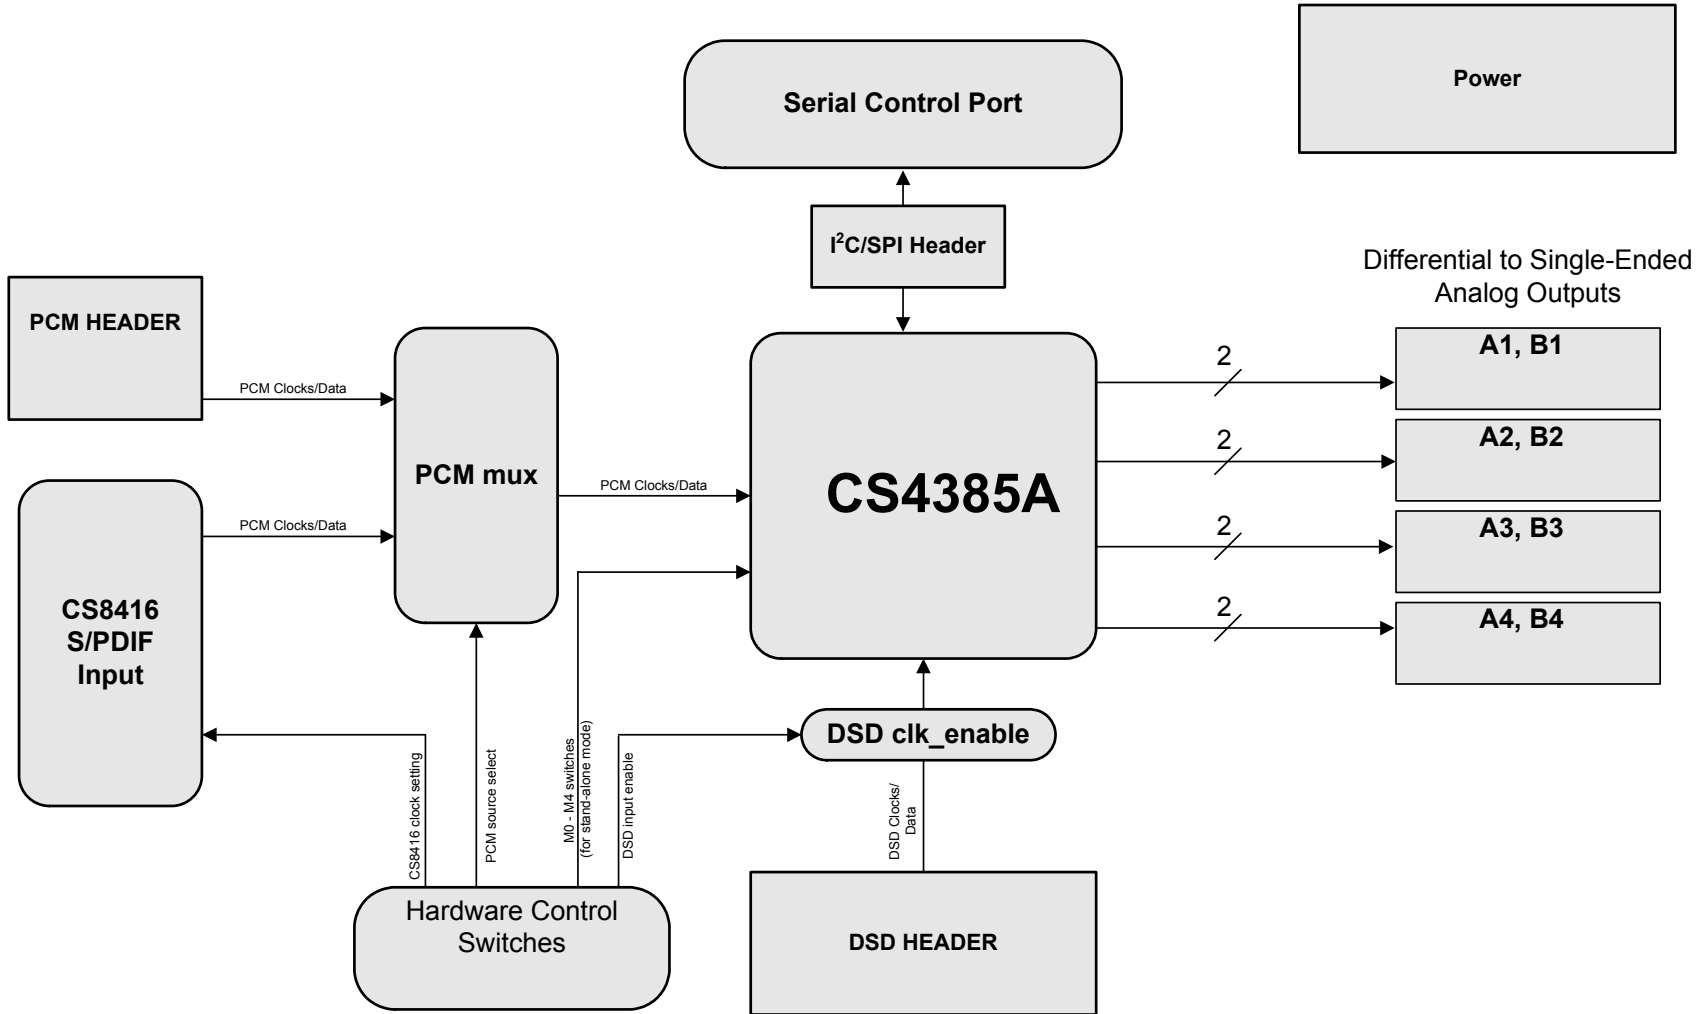 Power
Serial Control Port
I²C/SPI Header
Differential to Single-Ended
Analog Outputs
PCM HEADER
PCM Clocks/Data
PCM mux
PCM Clocks/Data
PCM Clocks/Data
CS8416
S/PDIF
Input
CS4385A
2
A1, B1
2
A2, B2
2
A3, B3
2
A4, B4
DSD clk_enable
CS8416 clock setting
PCM source select
M0 - M4 switches
(for stand-alone mode)
DSD input enable
DSD Clocks/
Data
Hardware Control
Switches
DSD HEADER